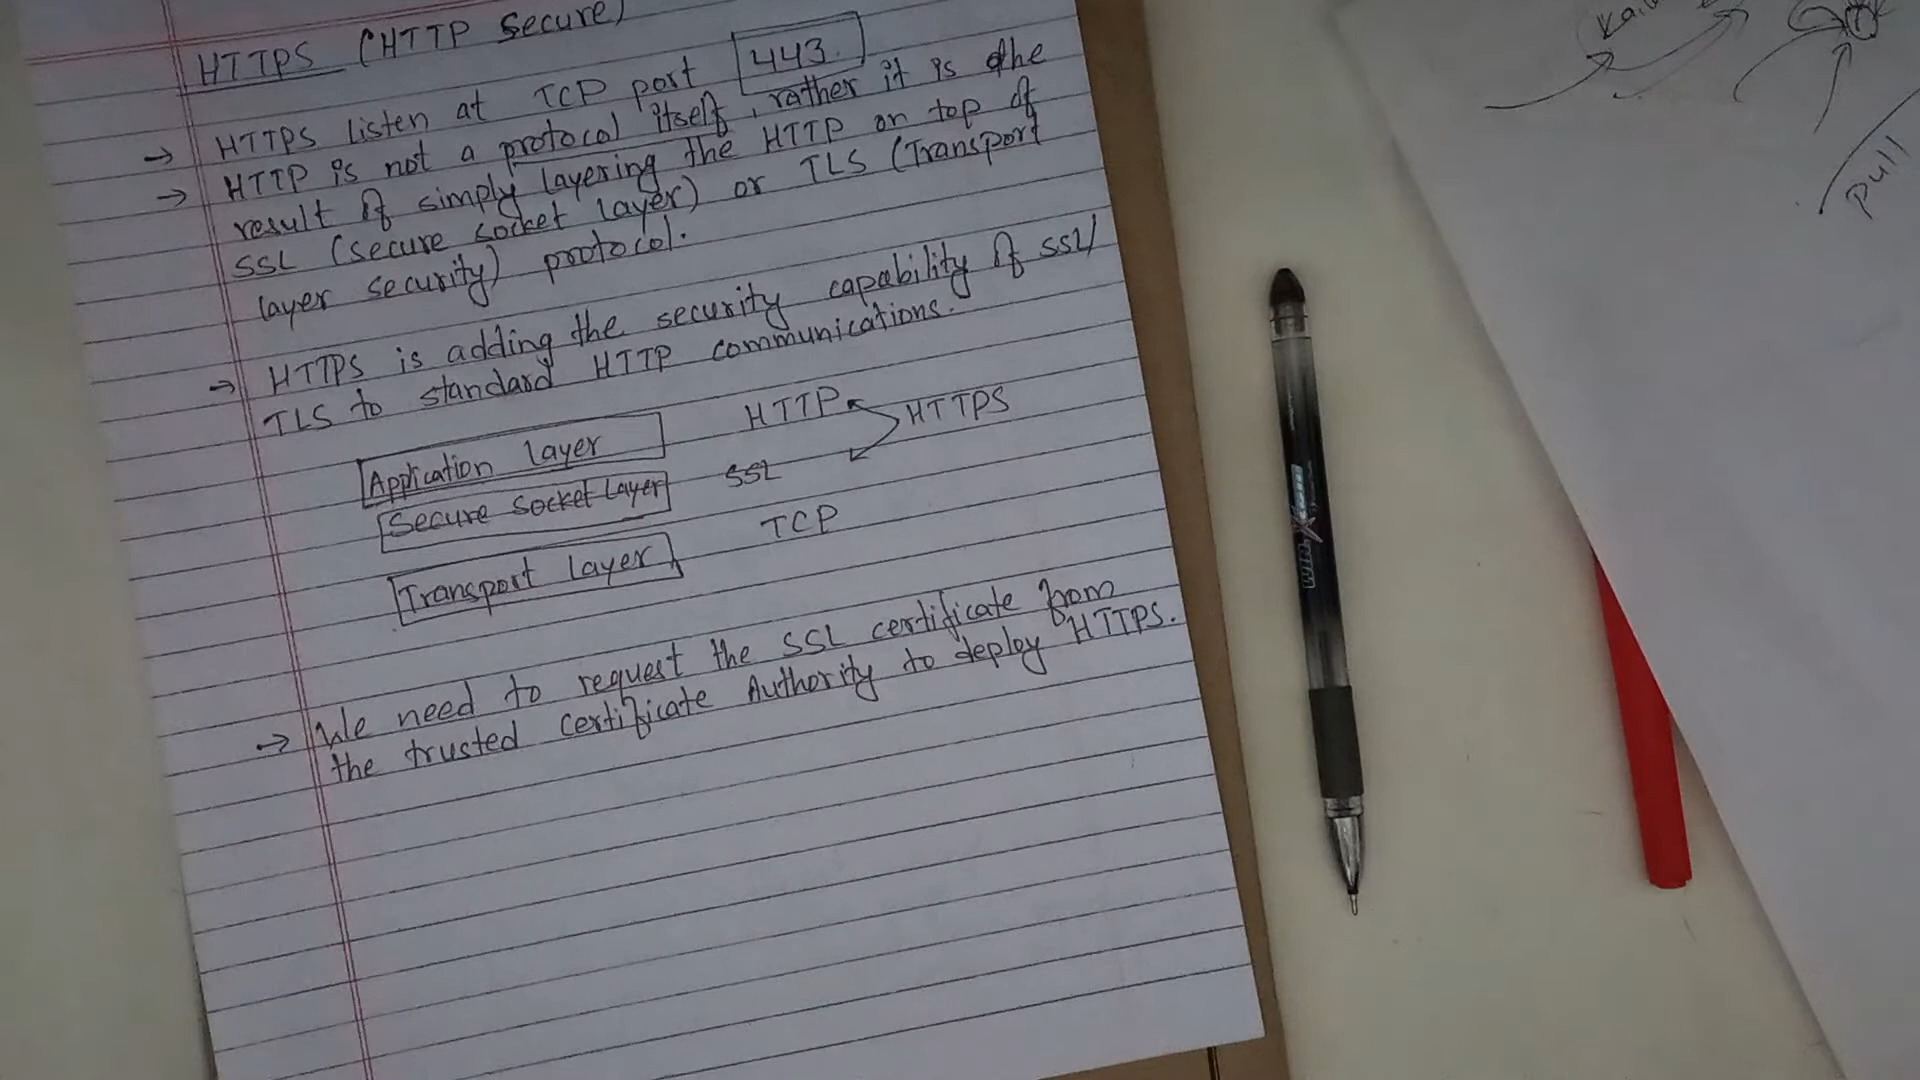 HTTPS (HTTP Secure)
→ HTTPS Listen at TCP port 443.
→ HTTP is not a protocol itself, rather it is the
result of simply layering the HTTP on top of
SSL (secure socket layer) or TLS (Transport
layer security) protocol.
→ HTTPS is adding the security capability of SSL/
TLS to standard HTTP communications.
Application layer HTTP HTTPS
Secure Socket Layer SSL
Transport layer TCP
→ We need to request the SSL certificate from
the trusted certificate Authority to deploy HTTPS.
Pull